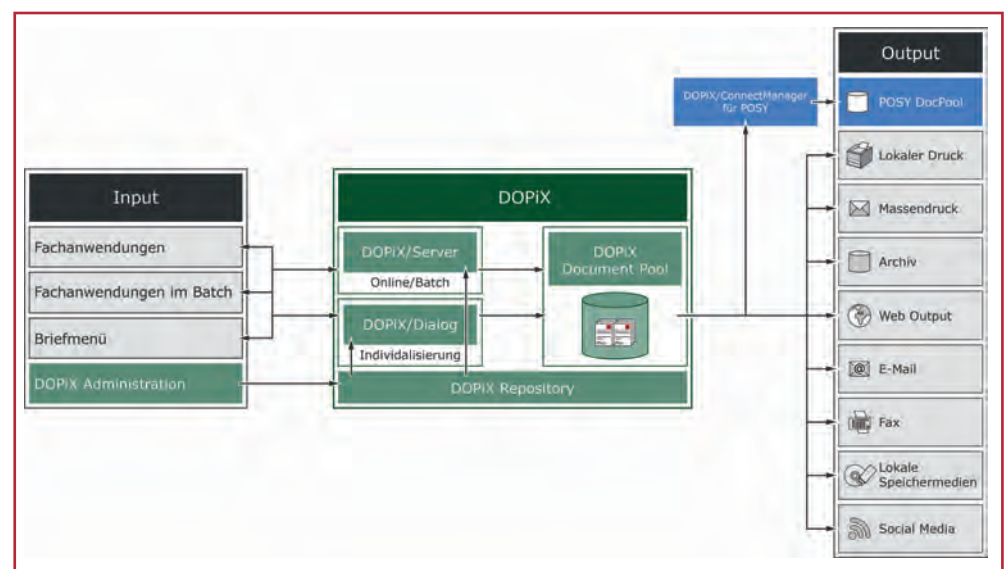 Input
Fachanwendungen
Fachanwendungen im Batch
Briefmenü
DOPiX Administration
DOPiX
DOPiX/Server
Online/Batch
DOPiX/Dialog
Individalisierung
DOPiX
Document Pool
DOPiX Repository
DOPiX/ConnectManager
für POSY
Output
POSY DocPool
Lokaler Druck
Massendruck
Archiv
Web Output
@ E-Mail
Fax
Lokale
Speichermedien
Social Media